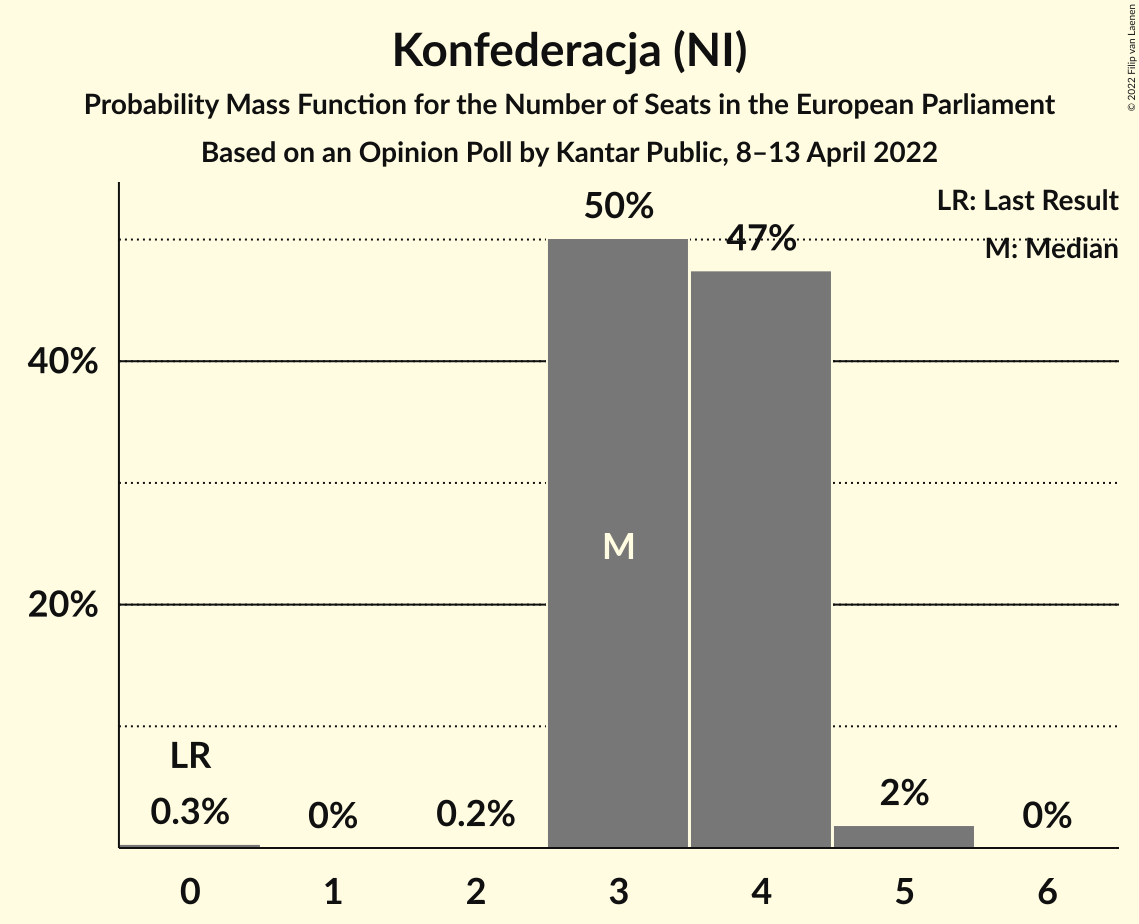 Konfederacja (NI)
Probability Mass Function for the Number of Seats in the European Parliament
Based on an Opinion Poll by Kantar Public, 8–13 April 2022
© 2022 Filip van Laenen
LR: Last Result
M: Median
50%
47%
40%
M
20%
LR
0.3%
0%
0.2%
2%
0%
0
1
2
3
4
5
6